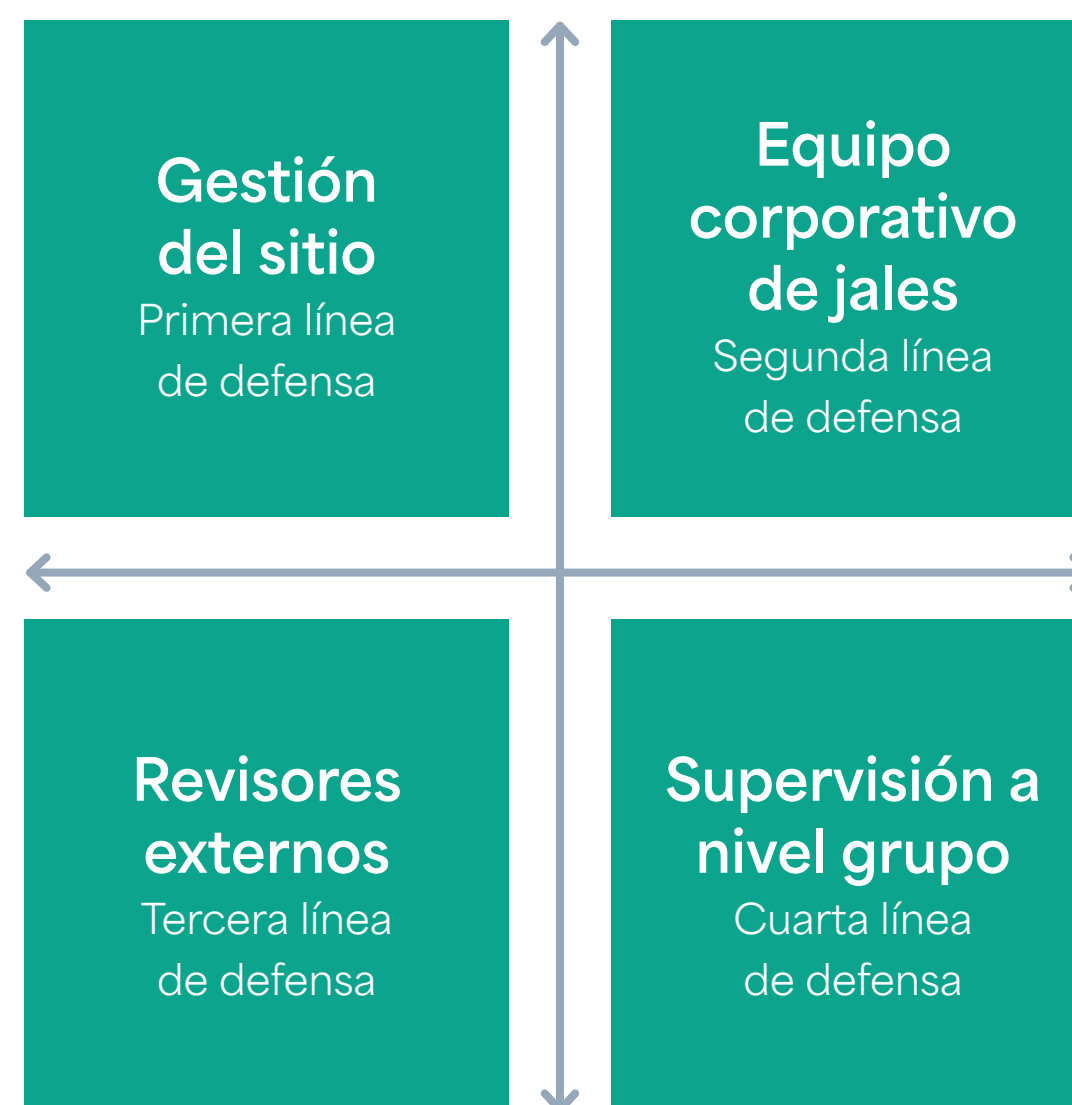 Gestión
del sitio
Primera línea
de defensa
Equipo
corporativo
de jales
Segunda línea
de defensa
Revisores
externos
Tercera línea
de defensa
Supervisión a
nivel grupo
Cuarta línea
de defensa